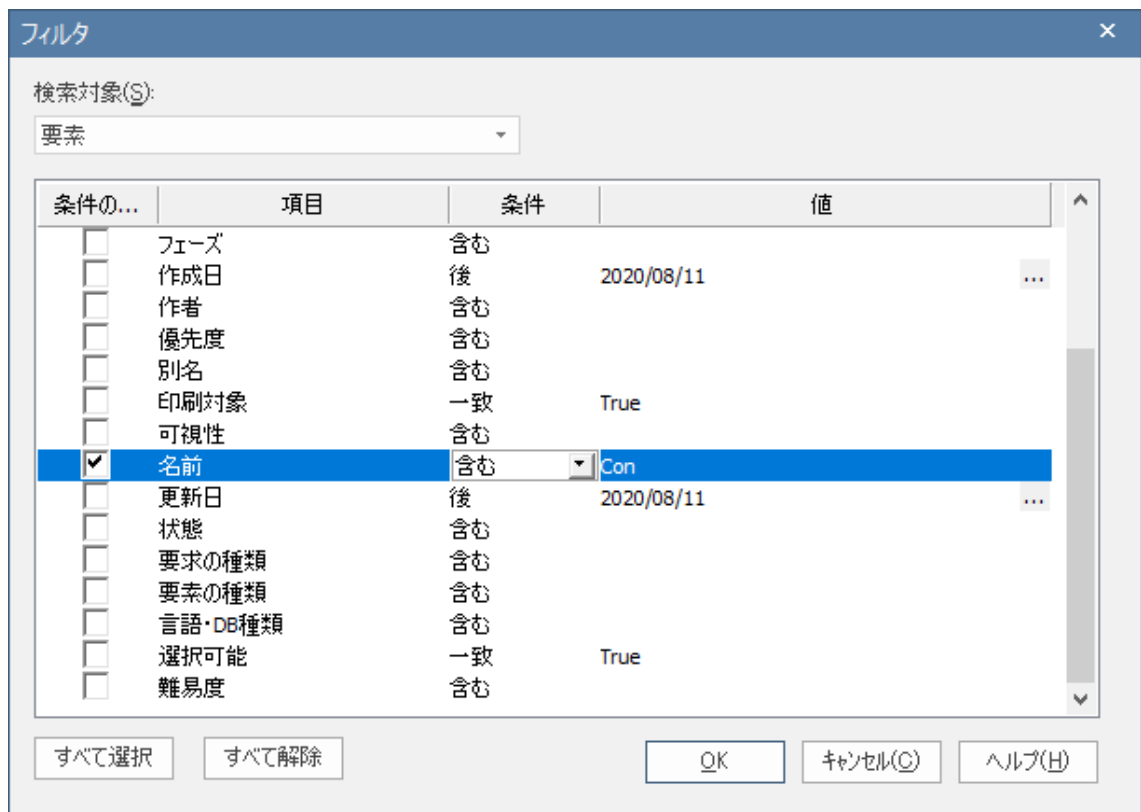 フィルタ
検索対象(S):
要素
条件の... 項目 条件 値
フェーズ 含む
作成日 後 2020/08/11 ...
作者 含む
優先度 含む
別名 含む
印刷対象 一致 True
可視性 含む
名前 含む Con
更新日 後 2020/08/11 ...
状態 含む
要求の種類 含む
要素の種類 含む
言語・DB種類 含む
選択可能 一致 True
難易度 含む
すべて選択 すべて解除 OK キャンセル(C) ヘルプ(H)